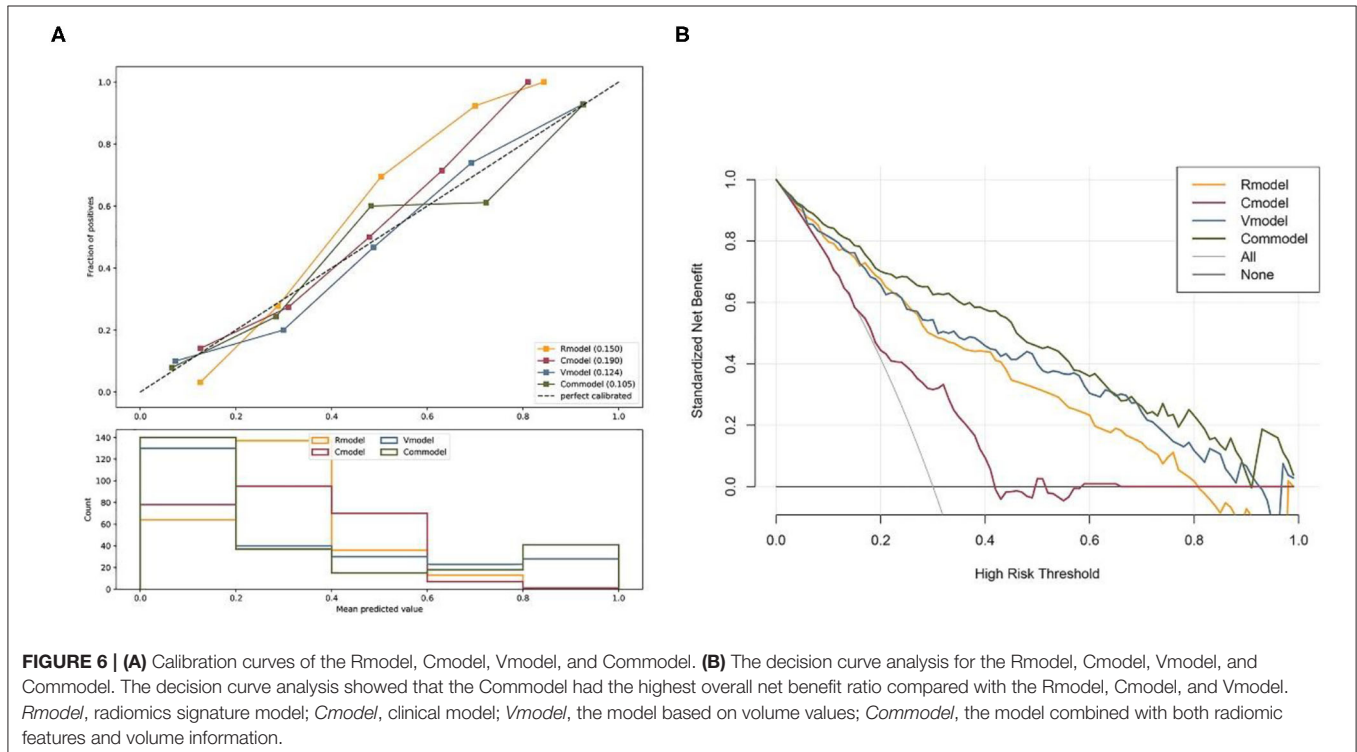 A
B
1.0
0.8
0.6
0.4
0.2
0.0
Fraction of positives
Rmodel (0.150)
Cmodel (0.190)
Vmodel (0.124)
Commodel (0.105)
perfect calibrated
0.0 0.2 0.4 0.6 0.8 1.0
140
120
100
80
60
40
20
0
Count
Rmodel Vmodel
Cmodel Commodel
0.0 0.2 0.4 0.6 0.8 1.0
Mean predicted value
1.0
0.8
0.6
0.4
0.2
0.0
Standardized Net Benefit
Rmodel
Cmodel
Vmodel
Commodel
All
None
0.0 0.2 0.4 0.6 0.8 1.0
High Risk Threshold
FIGURE 6 | (A) Calibration curves of the Rmodel, Cmodel, Vmodel, and Commodel. (B) The decision curve analysis for the Rmodel, Cmodel, Vmodel, and
Commodel. The decision curve analysis showed that the Commodel had the highest overall net benefit ratio compared with the Rmodel, Cmodel, and Vmodel.
Rmodel, radiomics signature model; Cmodel, clinical model; Vmodel, the model based on volume values; Commodel, the model combined with both radiomic
features and volume information.